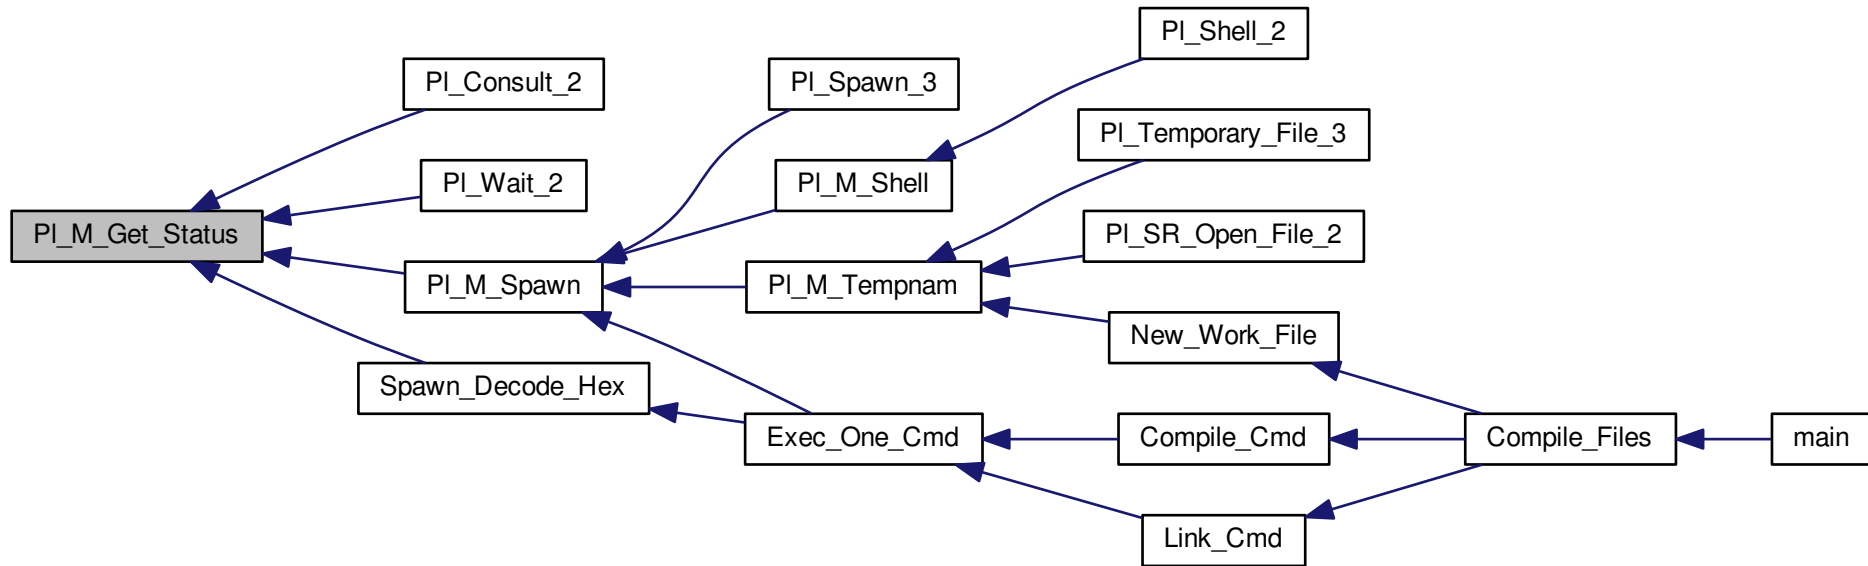 Pl_Shell_2
Pl_Consult_2
Pl_Spawn_3
Pl_Temporary_File_3
Pl_Wait_2
Pl_M_Shell
Pl_M_Get_Status
Pl_SR_Open_File_2
Pl_M_Spawn
Pl_M_Tempnam
New_Work_File
Spawn_Decode_Hex
Exec_One_Cmd
Compile_Cmd
Compile_Files
main
Link_Cmd